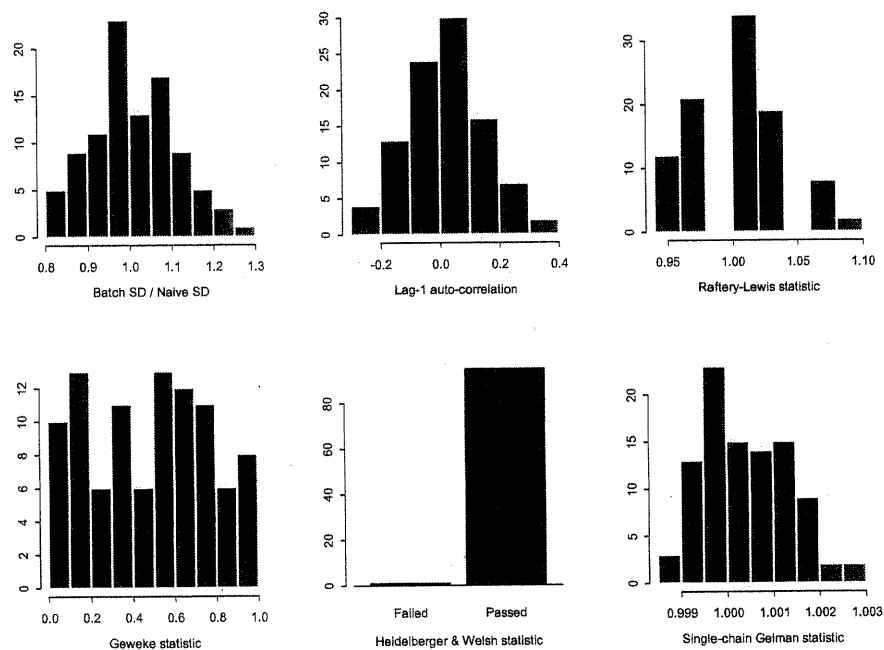 20
15
10
5
0
0.8 0.9 1.0 1.1 1.2 1.3
Batch SD / Naive SD
30
25
20
15
10
5
0
-0.2 0.0 0.2 0.4
Lag-1 auto-correlation
30
20
10
0
0.95 1.00 1.05 1.10
Raftery-Lewis statistic
12
10
8
6
4
2
0
0.0 0.2 0.4 0.6 0.8 1.0
Geweke statistic
80
60
40
20
0
Failed Passed
Heidelberger & Welsh statistic
20
15
10
5
0
0.999 1.000 1.001 1.002 1.003
Single-chain Gelman statistic